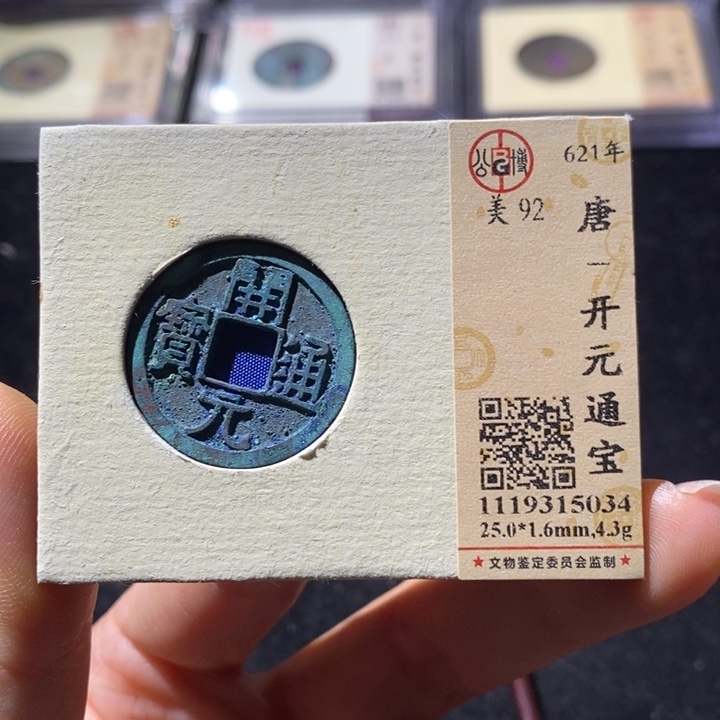 開通元寶
公博
621年
美 92
唐—开元通宝
1119315034
25.0*1.6mm,4.3g
★文物鉴定委员会监制★